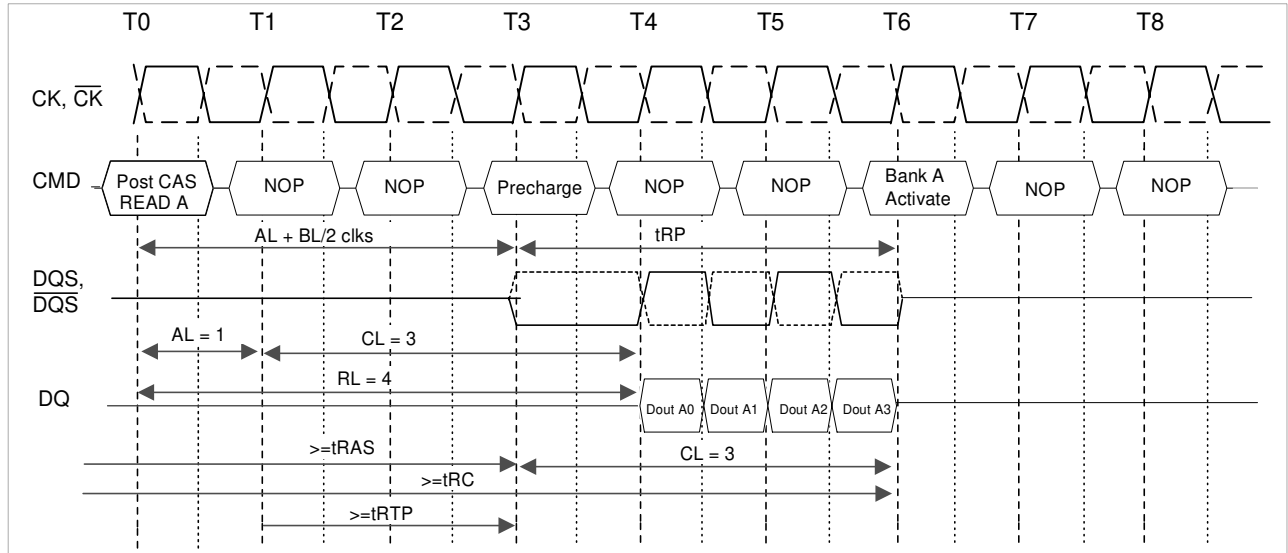 T0 T1 T2 T3 T4 T5 T6 T7 T8
CK, CK
CMD
Post CAS
READ A
NOP
NOP
Precharge
NOP
NOP
Bank A
Activate
NOP
NOP
AL + BL/2 clks
tRP
DQS,
DQS
AL = 1
CL = 3
RL = 4
DQ
Dout A0 Dout A1 Dout A2 Dout A3
>=tRAS
CL = 3
>=tRC
>=tRTP